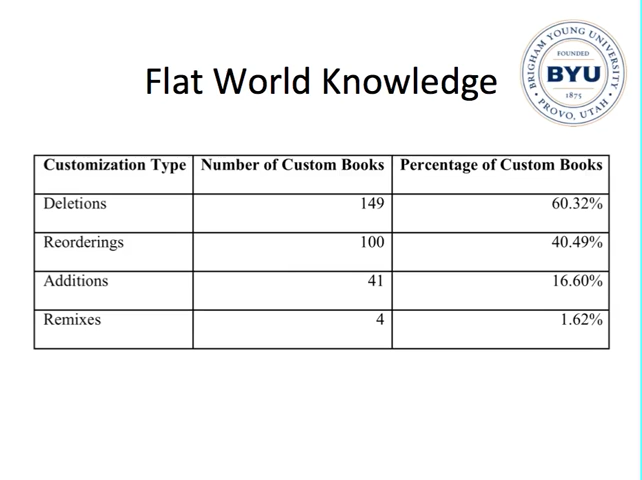 Flat World Knowledge
BRIGHAM YOUNG UNIVERSITY
FOUNDED
BYU
1875
PROVO, UTAH
Customization Type Number of Custom Books Percentage of Custom Books
Deletions 149 60.32%
Reorderings 100 40.49%
Additions 41 16.60%
Remixes 4 1.62%